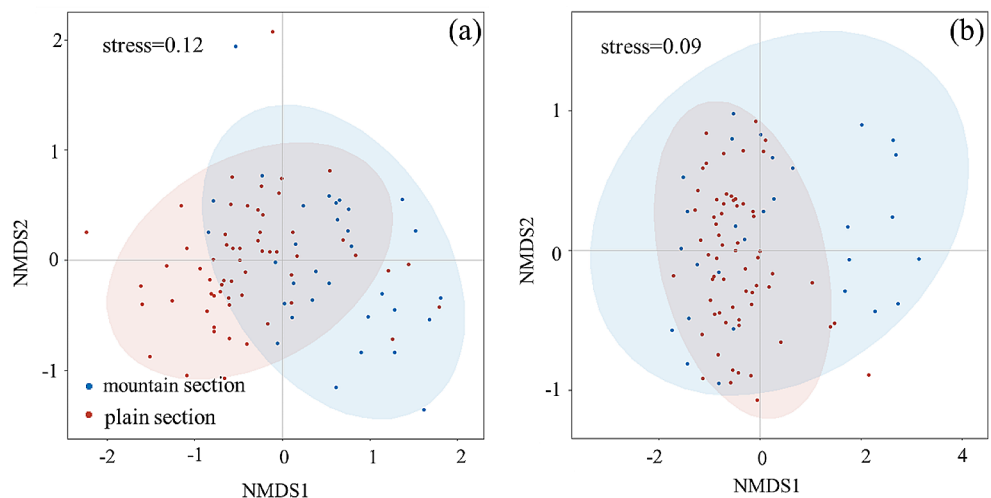 (a)
stress=0.12
2
1
0
-1
NMDS2
mountain section
plain section
-2
-1
0
1
2
NMDS1
(b)
stress=0.09
1
0
-1
NMDS2
-2
0
2
4
NMDS1